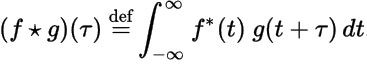 (f ⋆ g)(τ) ≝ ∫_{-∞}^{∞} f*(t) g(t + τ) dt